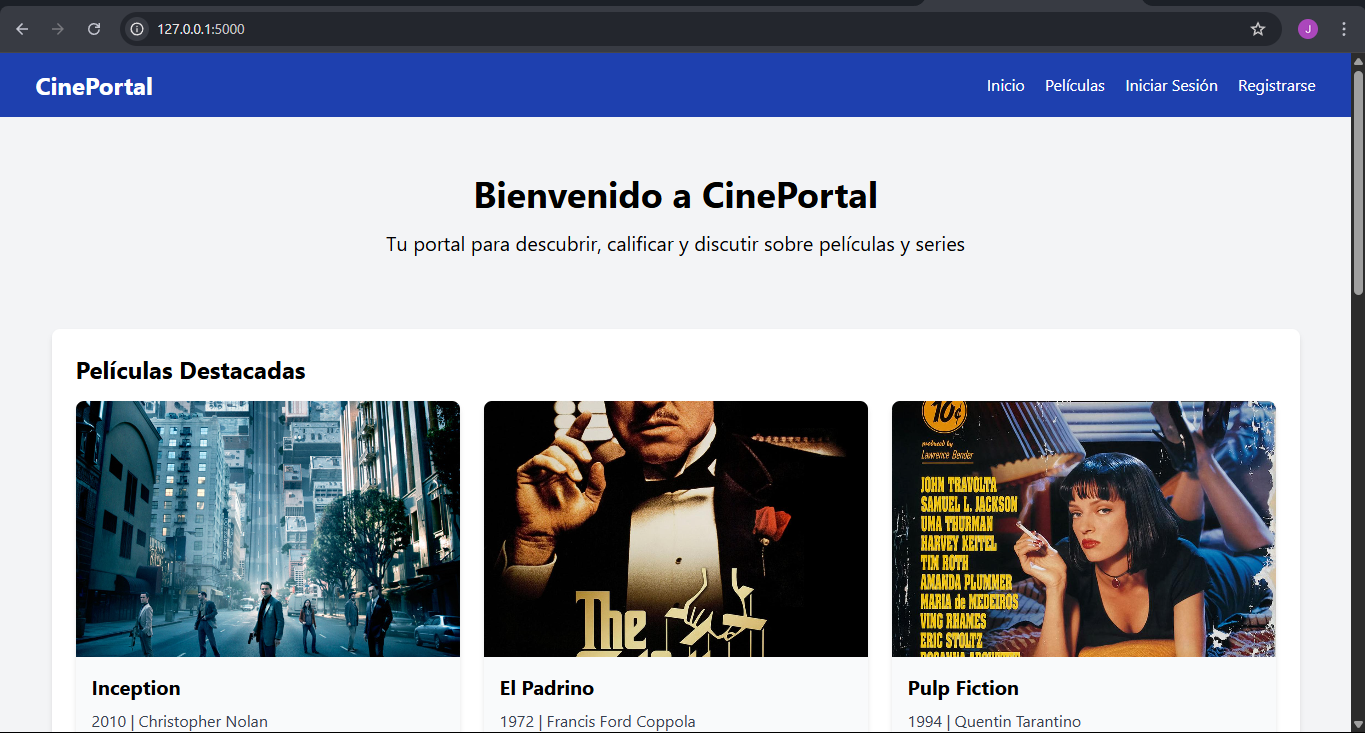 127.0.0.1:5000
J
CinePortal
Inicio Películas Iniciar Sesión Registrarse
Bienvenido a CinePortal
Tu portal para descubrir, calificar y discutir sobre películas y series
Películas Destacadas
The
10¢
produced by
Lawrence Bender
JOHN TRAVOLTA
SAMUEL L. JACKSON
UMA THURMAN
HARVEY KEITEL
TIM ROTH
AMANDA PLUMMER
MARIA de MEDEIROS
VING RHAMES
ERIC STOLTZ
Inception
2010 | Christopher Nolan
El Padrino
1972 | Francis Ford Coppola
Pulp Fiction
1994 | Quentin Tarantino